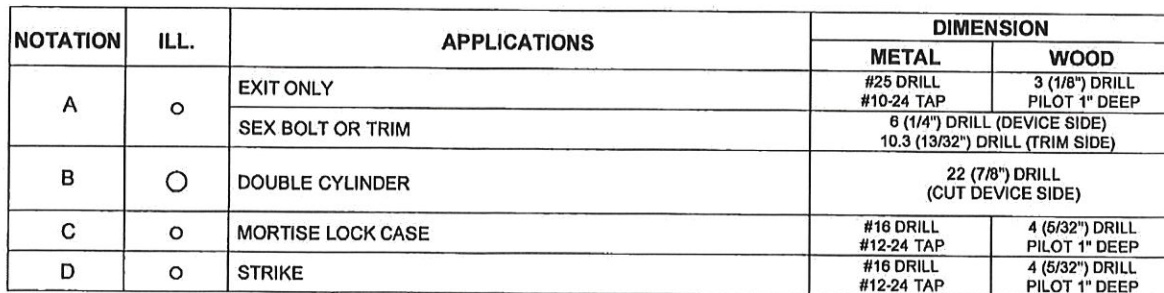 NOTATION ILL. APPLICATIONS DIMENSION
METAL WOOD
A EXIT ONLY #25 DRILL 3 (1/8") DRILL
#10-24 TAP PILOT 1" DEEP
SEX BOLT OR TRIM 6 (1/4") DRILL (DEVICE SIDE)
10.3 (13/32") DRILL (TRIM SIDE)
B DOUBLE CYLINDER 22 (7/8") DRILL
(CUT DEVICE SIDE)
C MORTISE LOCK CASE #16 DRILL 4 (5/32") DRILL
#12-24 TAP PILOT 1" DEEP
D STRIKE #16 DRILL 4 (5/32") DRILL
#12-24 TAP PILOT 1" DEEP